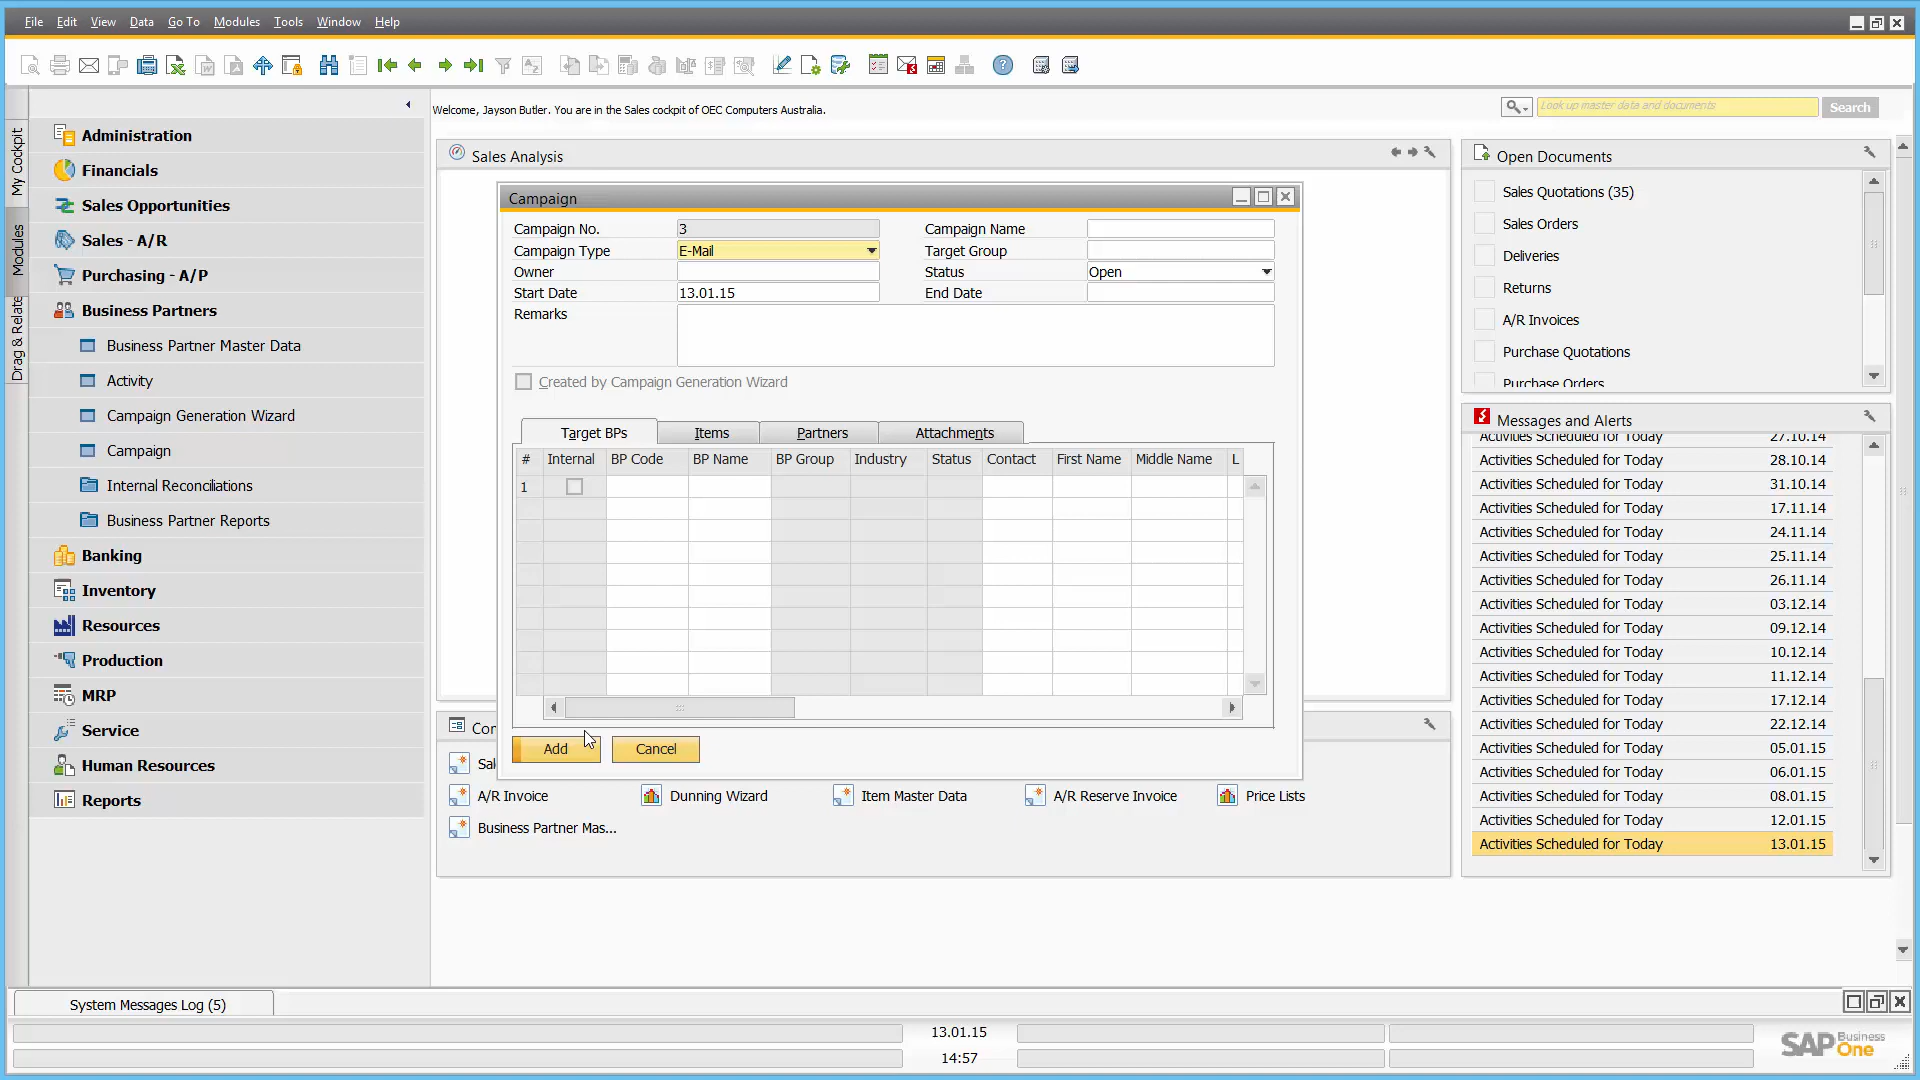 File Edit View Data Go To Modules Tools Window Help
Welcome, Jayson Butler. You are in the Sales cockpit of OEC Computers Australia.
Look up master data and documents Search
My Cockpit
Modules
Drag & Relate
Administration
Financials
Sales Opportunities
Sales - A/R
Purchasing - A/P
Business Partners
Business Partner Master Data
Activity
Campaign Generation Wizard
Campaign
Internal Reconciliations
Business Partner Reports
Banking
Inventory
Resources
Production
MRP
Service
Human Resources
Reports
Sales Analysis
Campaign
Campaign No. 3 Campaign Name
Campaign Type E-Mail Target Group
Owner Status Open
Start Date 13.01.15 End Date
Remarks
Created by Campaign Generation Wizard
Target BPs Items Partners Attachments
# Internal BP Code BP Name BP Group Industry Status Contact First Name Middle Name L
1
Add Cancel
Con
Sal
A/R Invoice Dunning Wizard Item Master Data A/R Reserve Invoice Price Lists
Business Partner Mas...
Open Documents
Sales Quotations (35)
Sales Orders
Deliveries
Returns
A/R Invoices
Purchase Quotations
Purchase Orders
Messages and Alerts
Activities Scheduled for Today 27.10.14
Activities Scheduled for Today 28.10.14
Activities Scheduled for Today 31.10.14
Activities Scheduled for Today 17.11.14
Activities Scheduled for Today 24.11.14
Activities Scheduled for Today 25.11.14
Activities Scheduled for Today 26.11.14
Activities Scheduled for Today 03.12.14
Activities Scheduled for Today 09.12.14
Activities Scheduled for Today 10.12.14
Activities Scheduled for Today 11.12.14
Activities Scheduled for Today 17.12.14
Activities Scheduled for Today 22.12.14
Activities Scheduled for Today 05.01.15
Activities Scheduled for Today 06.01.15
Activities Scheduled for Today 08.01.15
Activities Scheduled for Today 12.01.15
Activities Scheduled for Today 13.01.15
System Messages Log (5)
13.01.15
14:57
SAP Business One